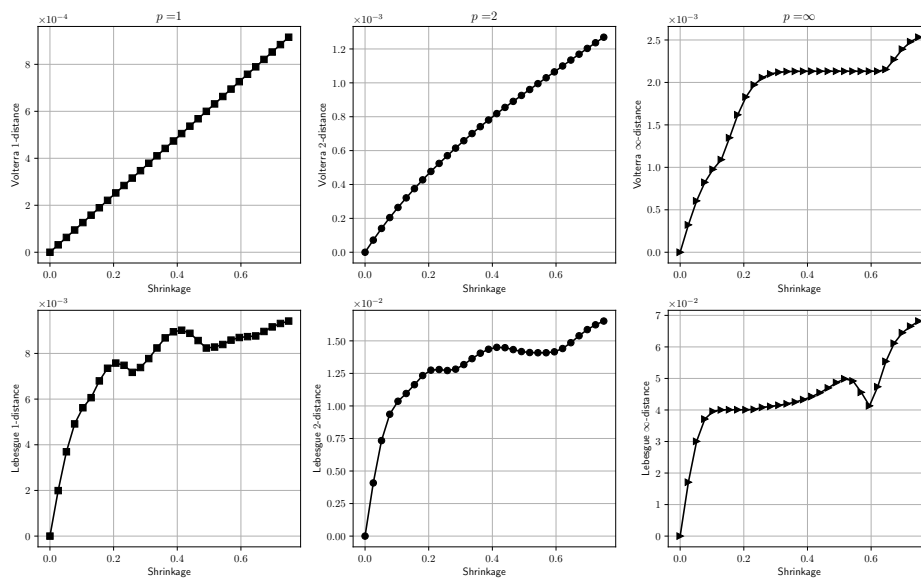 p = 1
×10⁻⁴
8
6
4
2
0
Volterra 1-distance
0.0 0.2 0.4 0.6
Shrinkage
p = 2
×10⁻³
1.2
1.0
0.8
0.6
0.4
0.2
0.0
Volterra 2-distance
0.0 0.2 0.4 0.6
Shrinkage
p = ∞
×10⁻³
2.5
2.0
1.5
1.0
0.5
0.0
Volterra ∞-distance
0.0 0.2 0.4 0.6
Shrinkage
×10⁻³
8
6
4
2
0
Lebesgue 1-distance
0.0 0.2 0.4 0.6
Shrinkage
×10⁻²
1.50
1.25
1.00
0.75
0.50
0.25
0.00
Lebesgue 2-distance
0.0 0.2 0.4 0.6
Shrinkage
×10⁻²
7
6
5
4
3
2
1
0
Lebesgue ∞-distance
0.0 0.2 0.4 0.6
Shrinkage